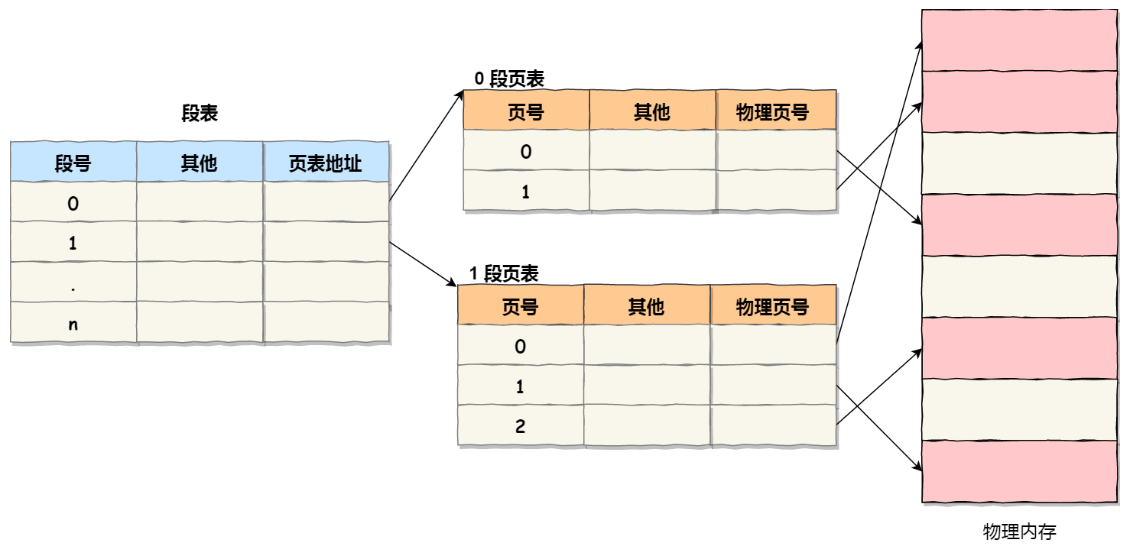 段表
段号 其他 页表地址
0
1
.
n
0 段页表
页号 其他 物理页号
0
1
1 段页表
页号 其他 物理页号
0
1
2
物理内存